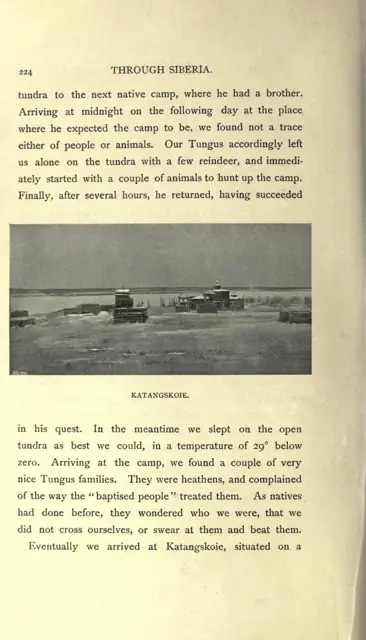 224 THROUGH SIBERIA.
tundra to the next native camp, where he had a brother.
Arriving at midnight on the following day at the place
where he expected the camp to be, we found not a trace
either of people or animals. Our Tungus accordingly left
us alone on the tundra with a few reindeer, and immedi-
ately started with a couple of animals to hunt up the camp.
Finally, after several hours, he returned, having succeeded
KATANGSKOIE.
in his quest. In the meantime we slept on the open
tundra as best we could, in a temperature of 29° below
zero. Arriving at the camp, we found a couple of very
nice Tungus families. They were heathens, and complained
of the way the “baptised people” treated them. As natives
had done before, they wondered who we were, that we
did not cross ourselves, or swear at them and beat them.
Eventually we arrived at Katangskoie, situated on a